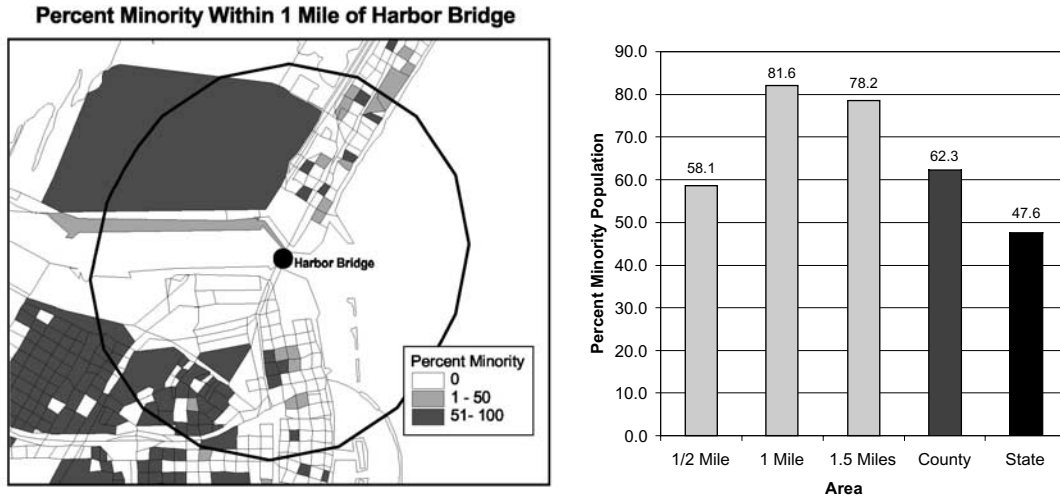 Percent Minority Within 1 Mile of Harbor Bridge
Harbor Bridge
Percent Minority
0
1 - 50
51- 100
Percent Minority Population
90.0
80.0
70.0
60.0
50.0
40.0
30.0
20.0
10.0
0.0
58.1
81.6
78.2
62.3
47.6
1/2 Mile
1 Mile
1.5 Miles
County
State
Area